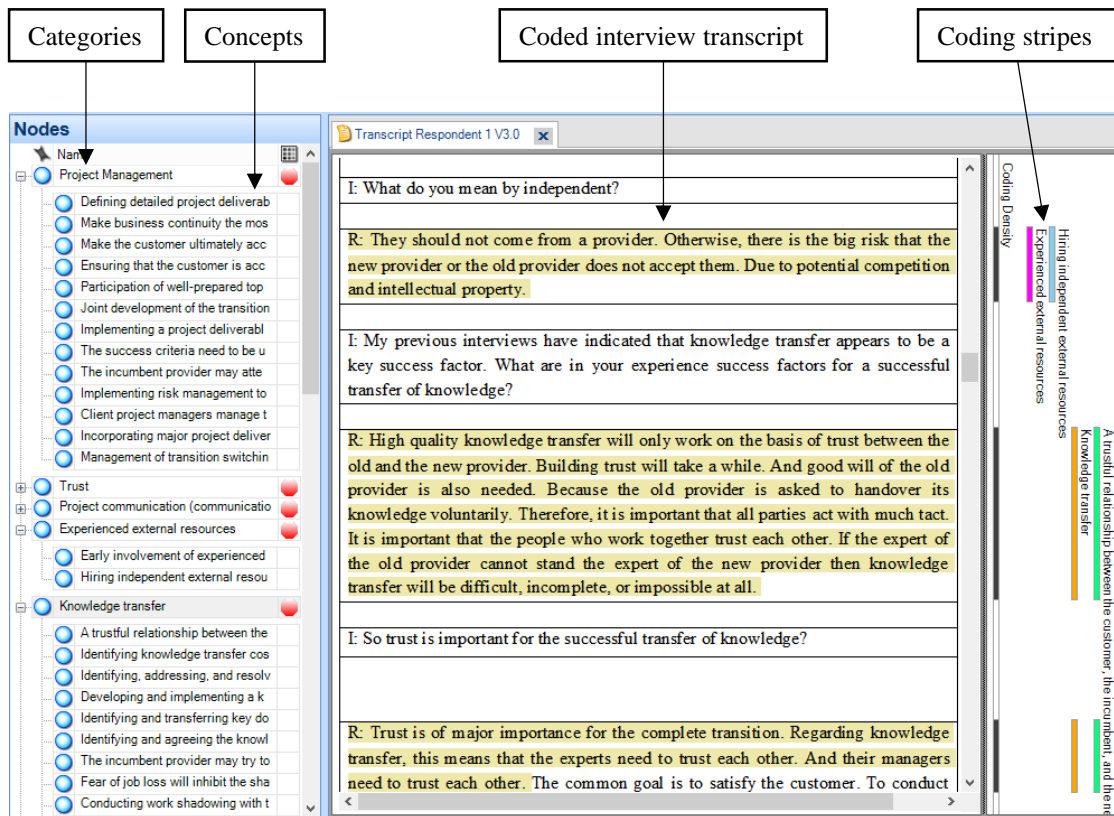 Categories
Concepts
Coded interview transcript
Coding stripes
Nodes
Name
Project Management
Defining detailed project deliverab
Make business continuity the mos
Make the customer ultimately acc
Ensuring that the customer is acc
Participation of well-prepared top
Joint development of the transition
Implementing a project deliverabl
The success criteria need to be u
The incumbent provider may atte
Implementing risk management to
Client project managers manage t
Incorporating major project deliver
Management of transition switchin
Trust
Project communication (communicatio
Experienced external resources
Early involvement of experienced
Hiring independent external resou
Knowledge transfer
A trustful relationship between the
Identifying knowledge transfer cos
Identifying, addressing, and resolv
Developing and implementing a k
Identifying and transferring key do
Identifying and agreeing the knowl
The incumbent provider may try to
Fear of job loss will inhibit the sha
Conducting work shadowing with t
Transcript Respondent 1 V3.0
I: What do you mean by independent?
R: They should not come from a provider. Otherwise, there is the big risk that the
new provider or the old provider does not accept them. Due to potential competition
and intellectual property.
I: My previous interviews have indicated that knowledge transfer appears to be a
key success factor. What are in your experience success factors for a successful
transfer of knowledge?
R: High quality knowledge transfer will only work on the basis of trust between the
old and the new provider. Building trust will take a while. And good will of the old
provider is also needed. Because the old provider is asked to handover its
knowledge voluntarily. Therefore, it is important that all parties act with much tact.
It is important that the people who work together trust each other. If the expert of
the old provider cannot stand the expert of the new provider then knowledge
transfer will be difficult, incomplete, or impossible at all.
I: So trust is important for the successful transfer of knowledge?
R: Trust is of major importance for the complete transition. Regarding knowledge
transfer, this means that the experts need to trust each other. And their managers
need to trust each other. The common goal is to satisfy the customer. To conduct
Coding Density
Experienced external resources
Hiring independent external resources
Knowledge transfer
A trustful relationship between the customer, the incumbent, and the ne